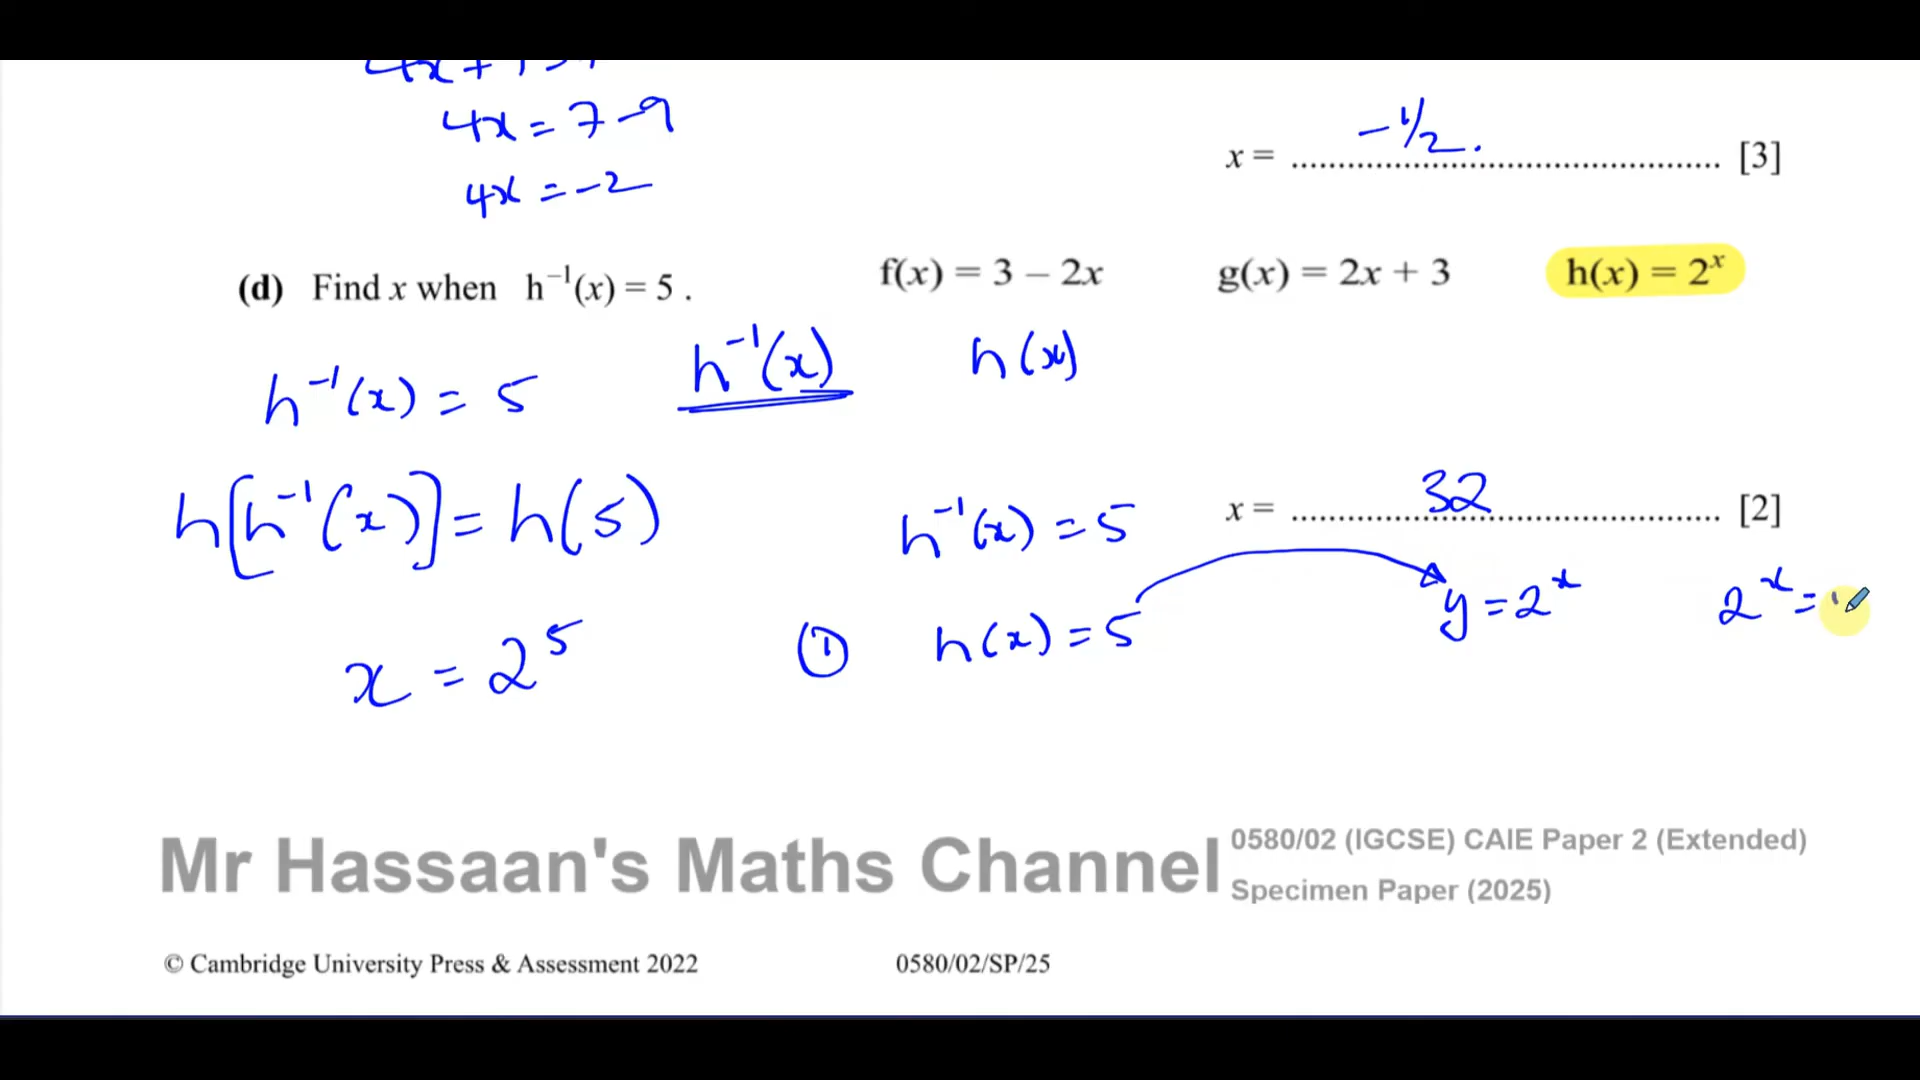 4x = 7 - 9
x = -1/2. [3]
4x = -2
(d) Find x when h⁻¹(x) = 5 . f(x) = 3 – 2x g(x) = 2x + 3 h(x) = 2ˣ
h⁻¹(x) h(x)
h⁻¹(x) = 5
x = 32 [2]
h[h⁻¹(x)] = h(5) h⁻¹(x) = 5
y = 2ˣ 2ˣ =
① h(x) = 5
x = 2⁵
Mr Hassaan's Maths Channel
0580/02 (IGCSE) CAIE Paper 2 (Extended)
Specimen Paper (2025)
© Cambridge University Press & Assessment 2022 0580/02/SP/25